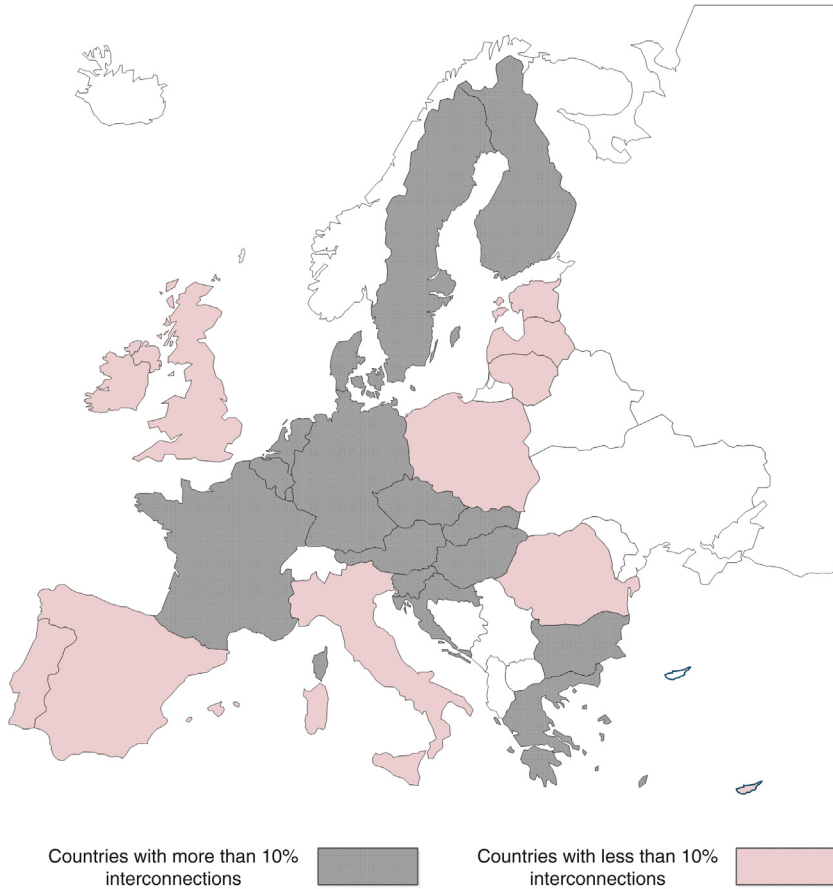 Countries with more than 10%
interconnections
Countries with less than 10%
interconnections